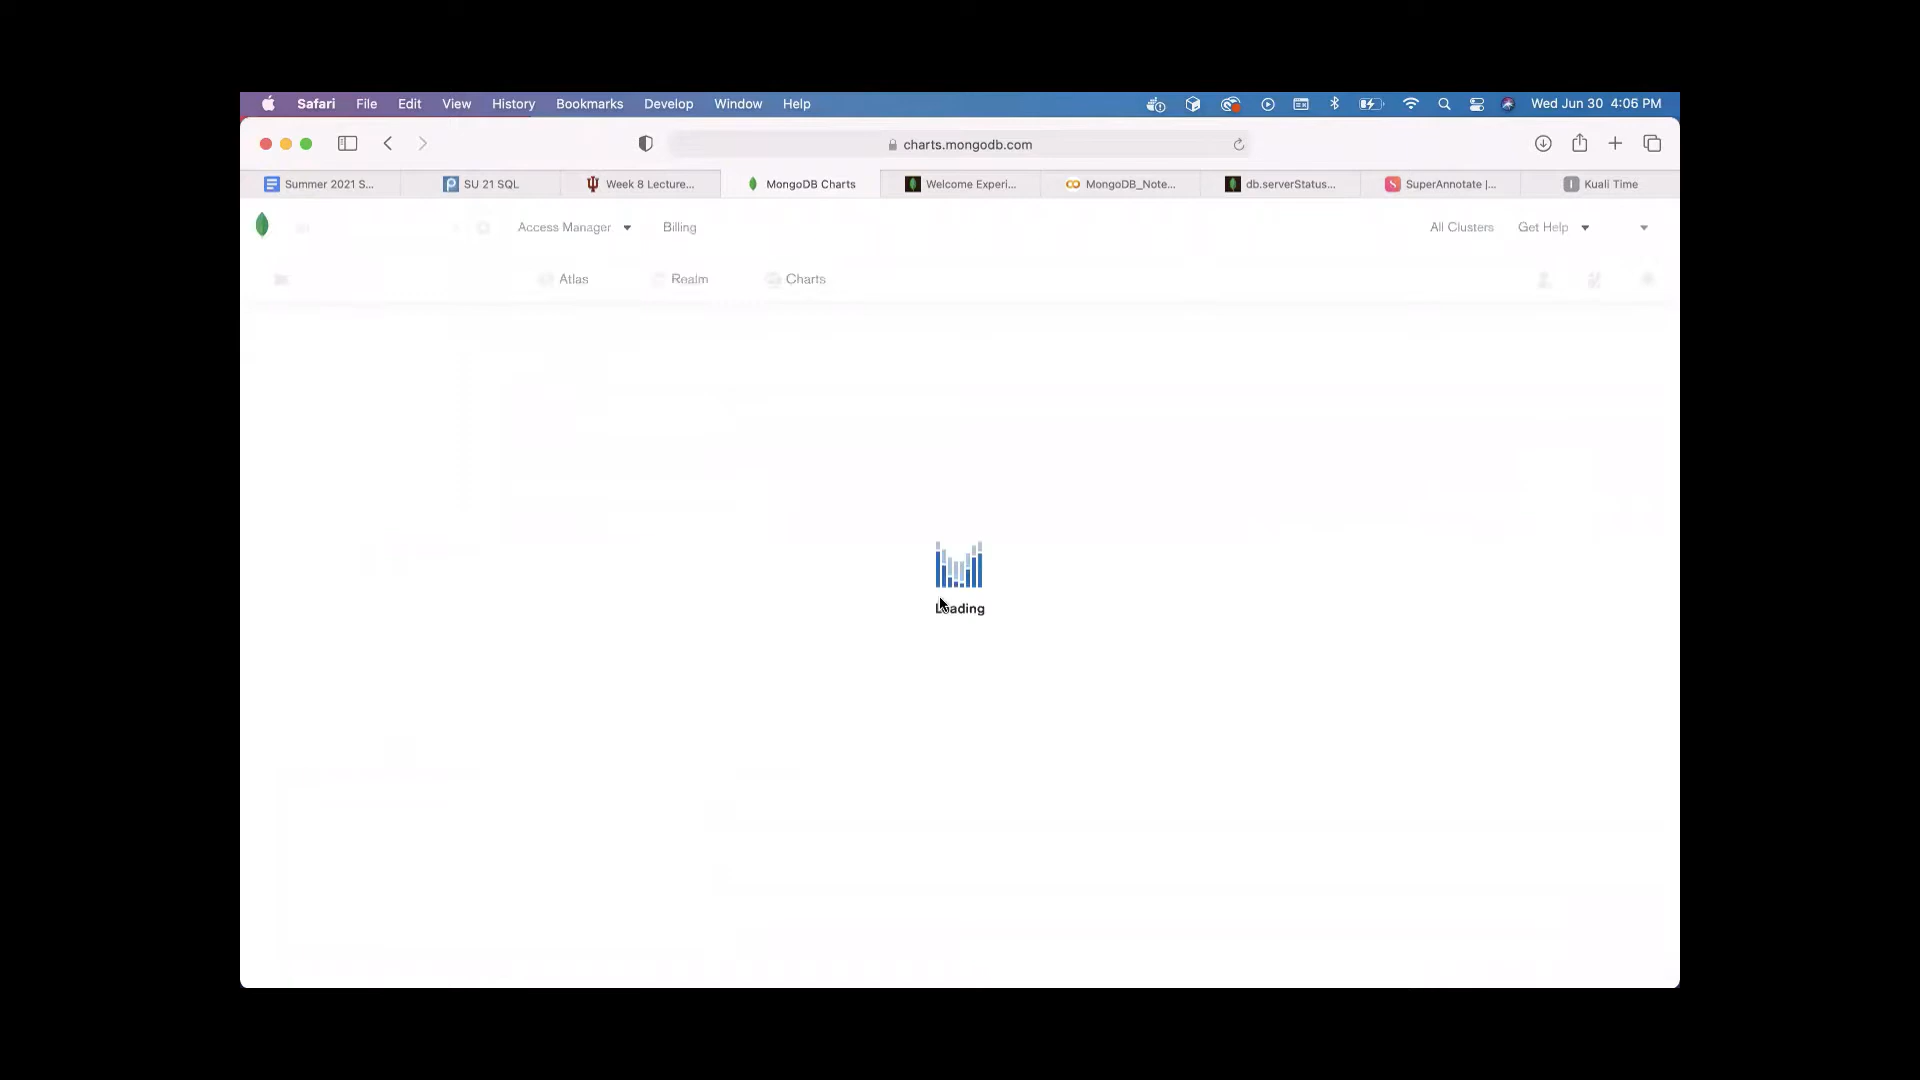 Safari File Edit View History Bookmarks Develop Window Help Wed Jun 30 4:06 PM
charts.mongodb.com
Summer 2021 S... SU 21 SQL Week 8 Lecture... MongoDB Charts Welcome Experi... MongoDB_Note... db.serverStatus... SuperAnnotate |... Kuali Time
Access Manager Billing All Clusters Get Help
Atlas Realm Charts
Loading